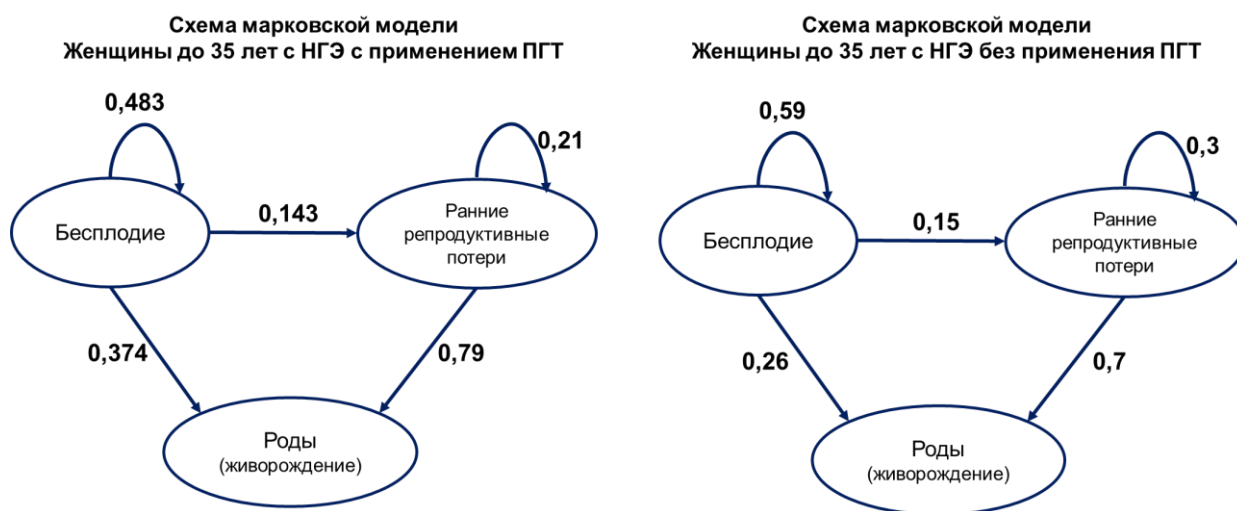 Схема марковской модели
Женщины до 35 лет с НГЭ с применением ПГТ
0,483
0,21
Бесплодие
0,143
Ранние
репродуктивные
потери
0,374
0,79
Роды
(живорождение)
Схема марковской модели
Женщины до 35 лет с НГЭ без применения ПГТ
0,59
0,3
Бесплодие
0,15
Ранние
репродуктивные
потери
0,26
0,7
Роды
(живорождение)